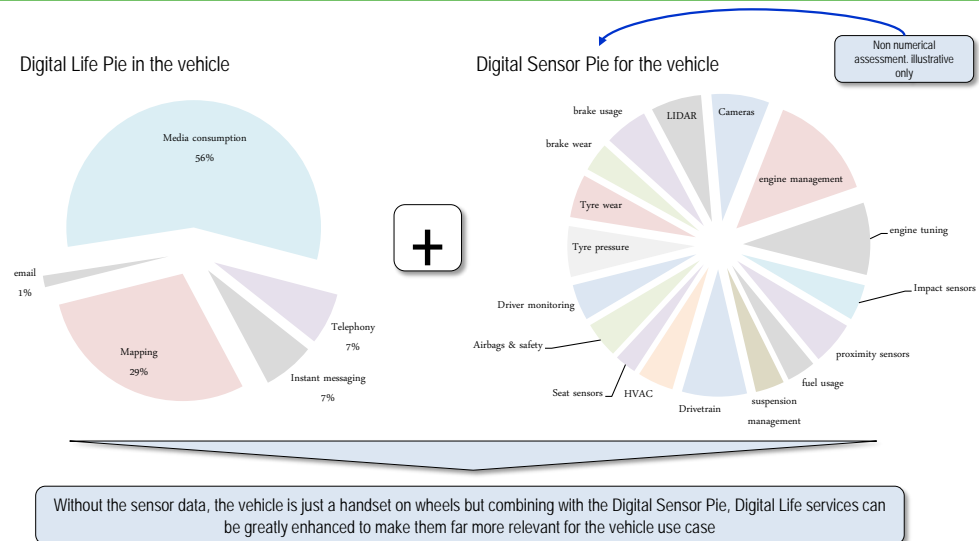 Non numerical
assessment. illustrative
only
Digital Life Pie in the vehicle
Digital Sensor Pie for the vehicle
Media consumption
56%
email
1%
Mapping
29%
Telephony
7%
Instant messaging
7%
+
brake usage
LIDAR
Cameras
brake wear
engine management
Tyre wear
engine tuning
Tyre pressure
Impact sensors
Driver monitoring
Airbags & safety
proximity sensors
fuel usage
Seat sensors
HVAC
Drivetrain
suspension
management
Without the sensor data, the vehicle is just a handset on wheels but combining with the Digital Sensor Pie, Digital Life services can
be greatly enhanced to make them far more relevant for the vehicle use case